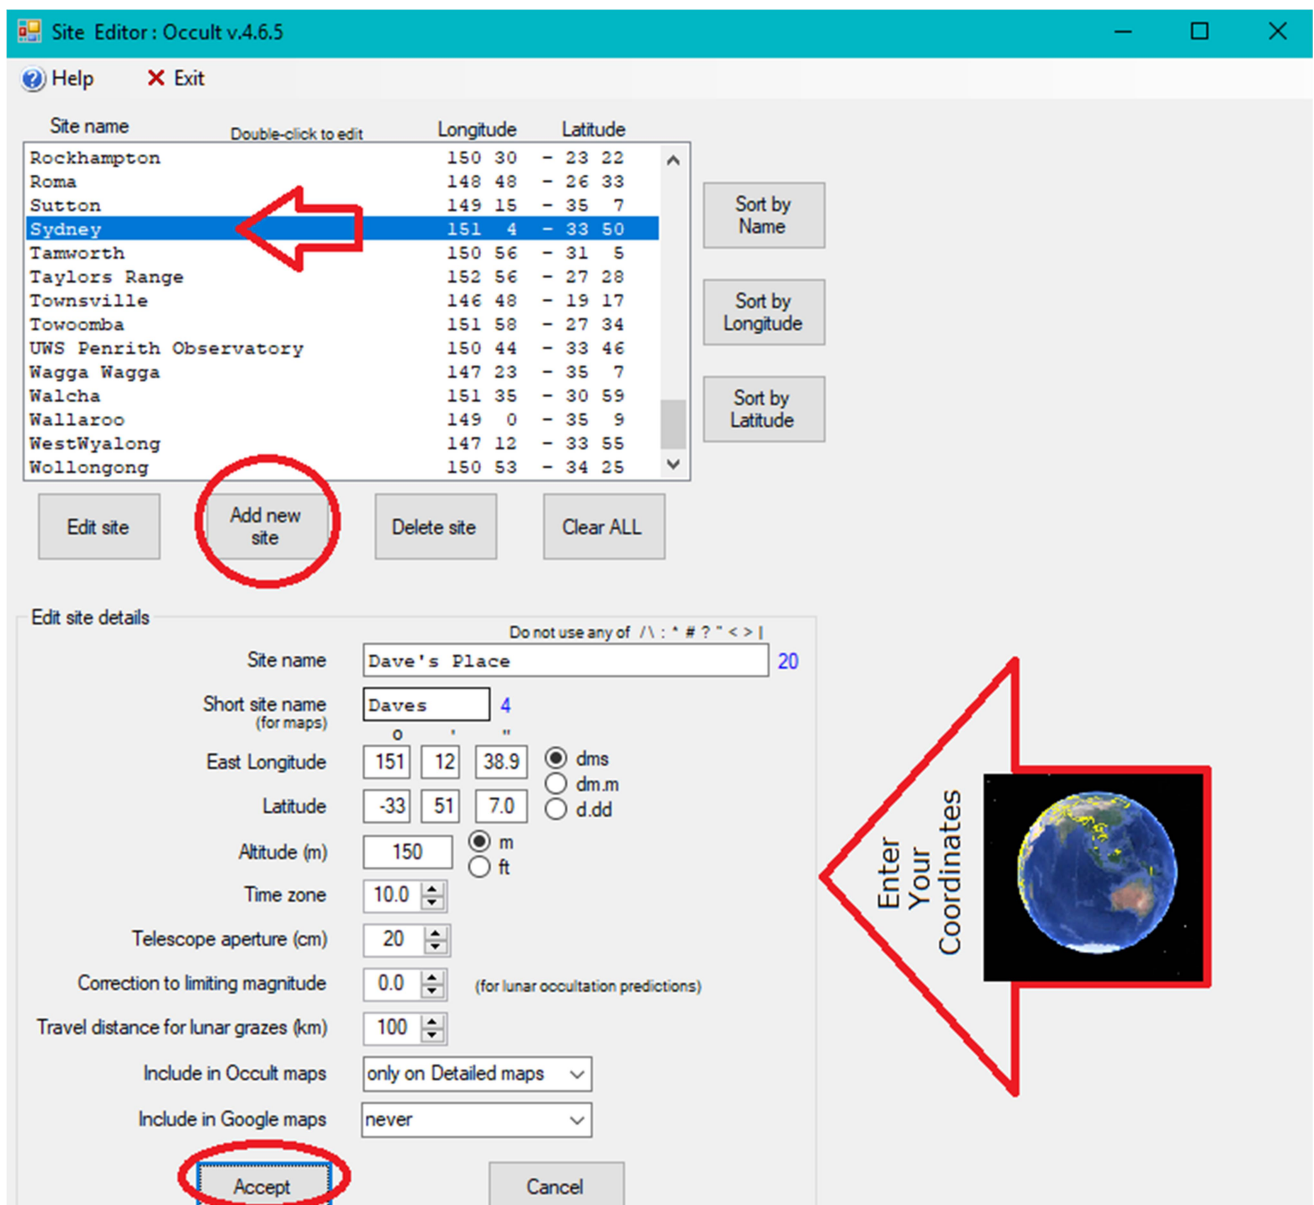 Site Editor : Occult v.4.6.5
Help Exit
Site name Double-click to edit Longitude Latitude
Rockhampton 150 30 - 23 22
Roma 148 48 - 26 33
Sutton 149 15 - 35 7
Sydney 151 4 - 33 50
Tamworth 150 56 - 31 5
Taylors Range 152 56 - 27 28
Townsville 146 48 - 19 17
Towoomba 151 58 - 27 34
UWS Penrith Observatory 150 44 - 33 46
Wagga Wagga 147 23 - 35 7
Walcha 151 35 - 30 59
Wallaroo 149 0 - 35 9
WestWyalong 147 12 - 33 55
Wollongong 150 53 - 34 25
Sort by
Name
Sort by
Longitude
Sort by
Latitude
Edit site
Add new
site
Delete site
Clear ALL
Edit site details
Do not use any of / \ : * # ? " < > |
Site name Dave's Place 20
Short site name Daves 4
(for maps)
o ' "
East Longitude 151 12 38.9 dms
dm.m
Latitude -33 51 7.0 d.dd
Altitude (m) 150 m
ft
Time zone 10.0
Telescope aperture (cm) 20
Correction to limiting magnitude 0.0 (for lunar occultation predictions)
Travel distance for lunar grazes (km) 100
Include in Occult maps only on Detailed maps
Include in Google maps never
Accept Cancel
Enter
Your
Coordinates